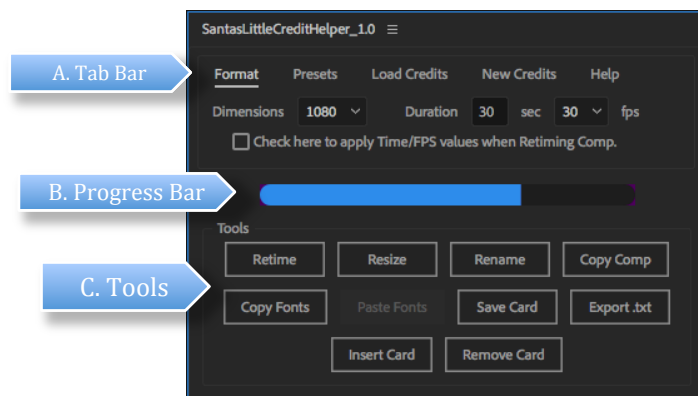 SantasLittleCreditHelper_1.0
A. Tab Bar
Format Presets Load Credits New Credits Help
Dimensions 1080 Duration 30 sec 30 fps
Check here to apply Time/FPS values when Retiming Comp.
B. Progress Bar
Tools
Retime Resize Rename Copy Comp
C. Tools
Copy Fonts Paste Fonts Save Card Export .txt
Insert Card Remove Card